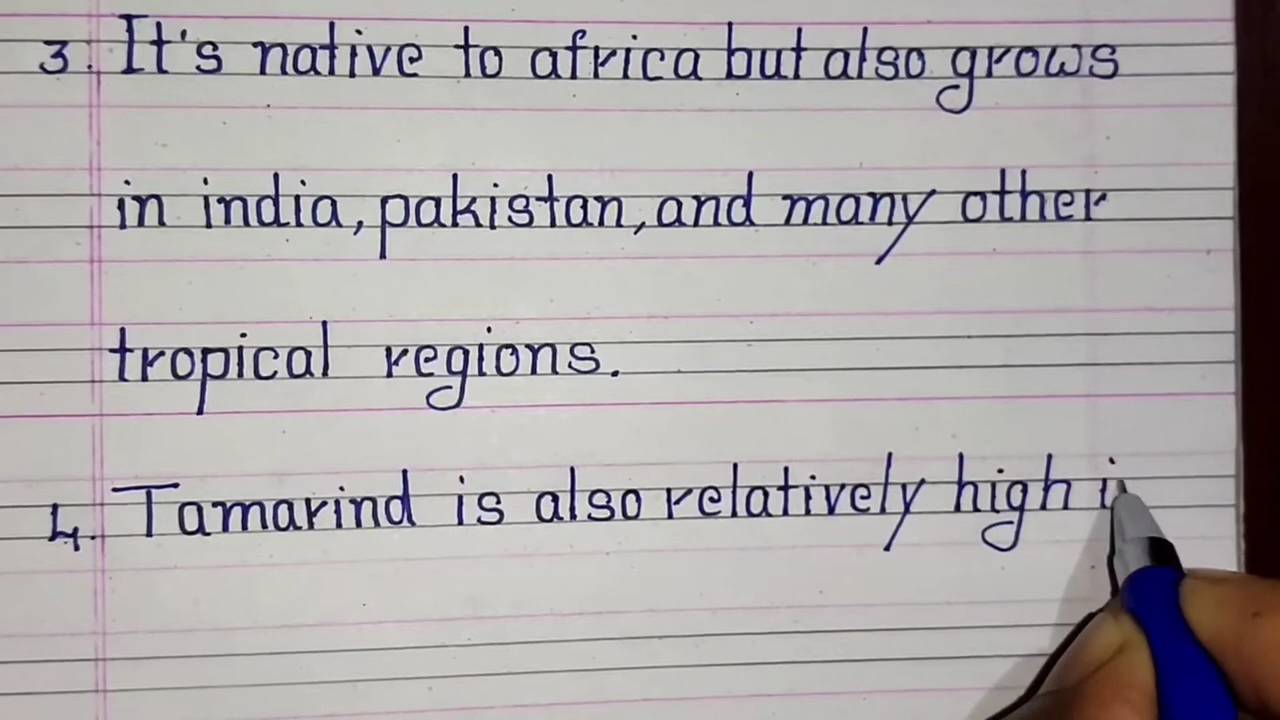 3. It's native to africa but also grows
in india, pakistan, and many other
tropical regions.
4. Tamarind is also relatively high i